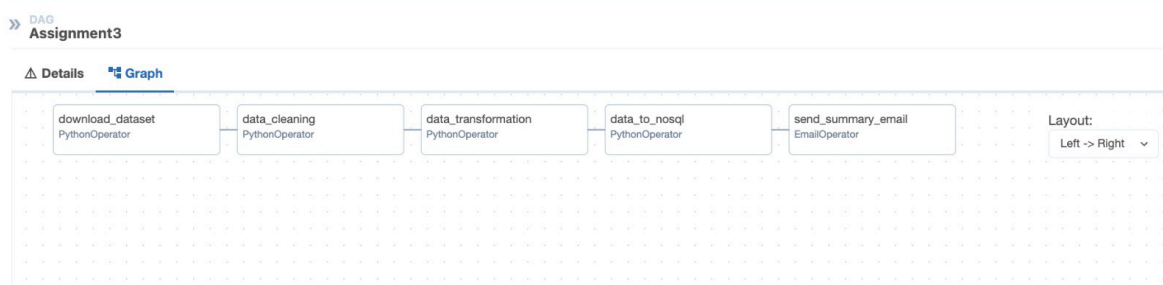 DAG
Assignment3
Details
Graph
download_dataset
PythonOperator
data_cleaning
PythonOperator
data_transformation
PythonOperator
data_to_nosql
PythonOperator
send_summary_email
EmailOperator
Layout:
Left -> Right